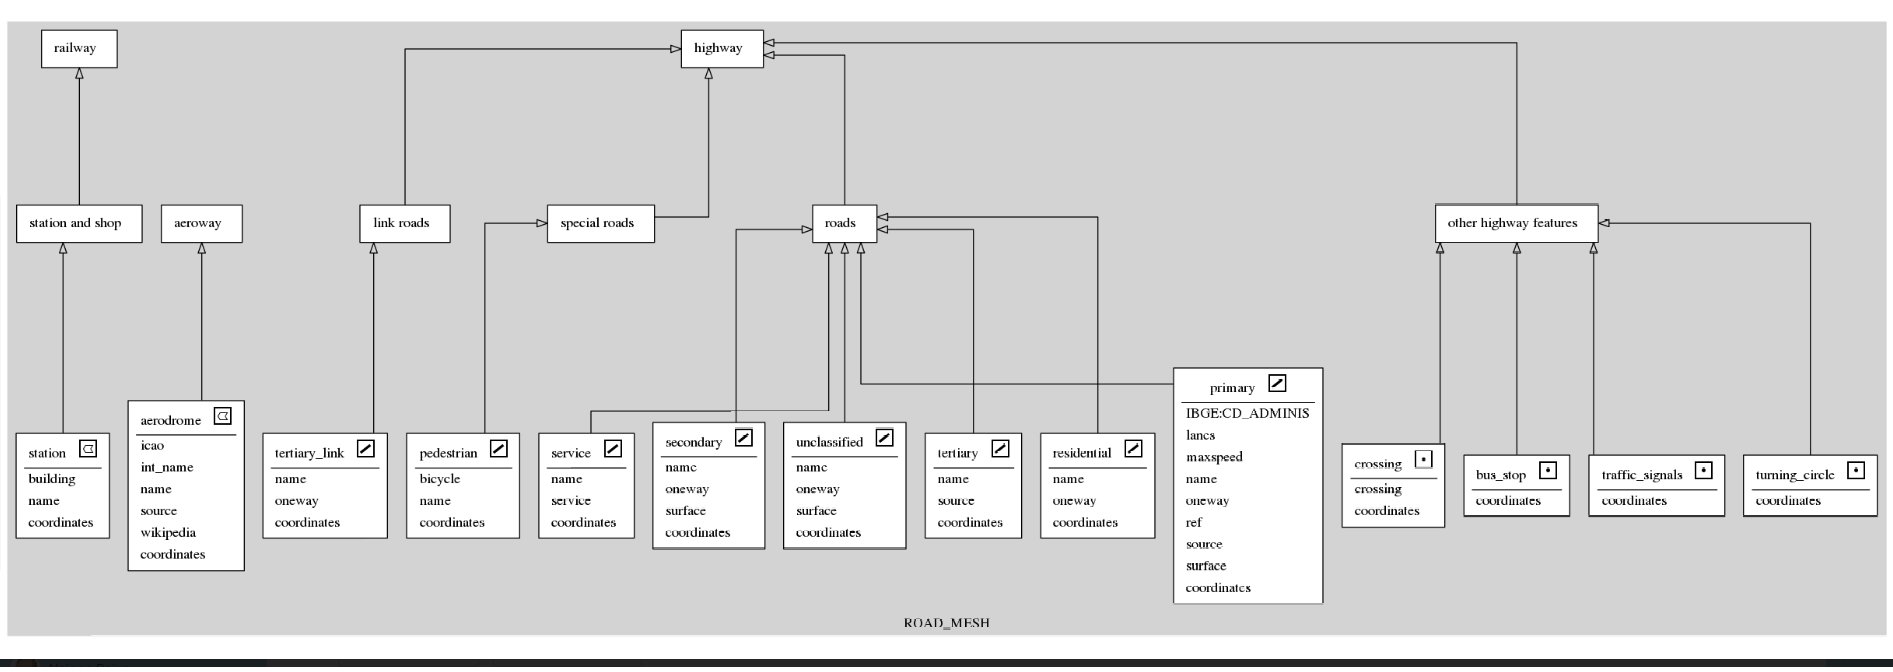 railway
highway
station and shop
aeroway
link roads
special roads
roads
other highway features
station
building
name
coordinates
aerodrome
icao
int_name
name
source
wikipedia
coordinates
tertiary_link
name
oneway
coordinates
pedestrian
bicycle
name
coordinates
service
name
service
coordinates
secondary
name
oneway
surface
coordinates
unclassified
name
oneway
surface
coordinates
tertiary
name
source
coordinates
residential
name
oneway
coordinates
primary
IBGE:CD_ADMINIS
lanes
maxspeed
name
oneway
ref
source
surface
coordinates
crossing
crossing
coordinates
bus_stop
coordinates
traffic_signals
coordinates
turning_circle
coordinates
ROAD_MESH